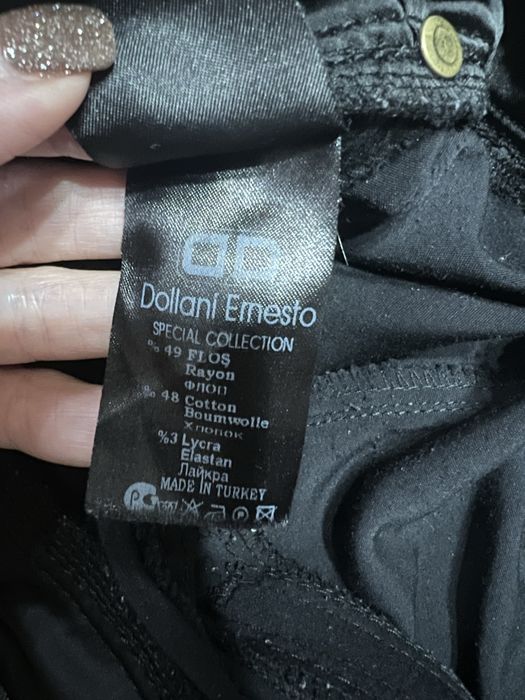 Dollani Ernesto
SPECIAL COLLECTION
%49 FLOŞ
Rayon
ФЛОП
%48 Cotton
Boumwolle
Хлопок
%3 Lycra
Elastan
Лайкра
MADE IN TURKEY